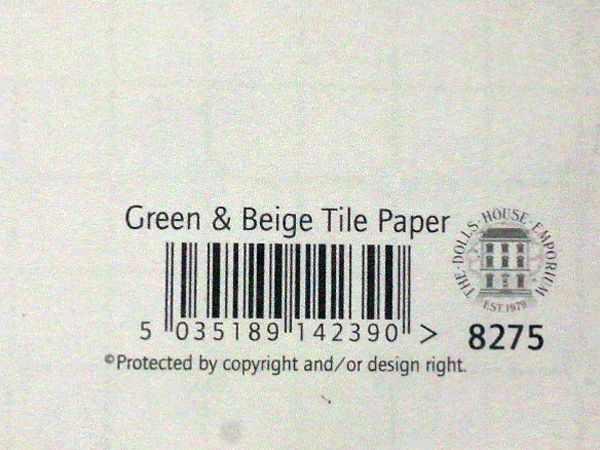 Green & Beige Tile Paper
THE·DOLLS·HOUSE·EMPORIUM
EST.1979
5 035189 142390 >
8275
©Protected by copyright and/or design right.